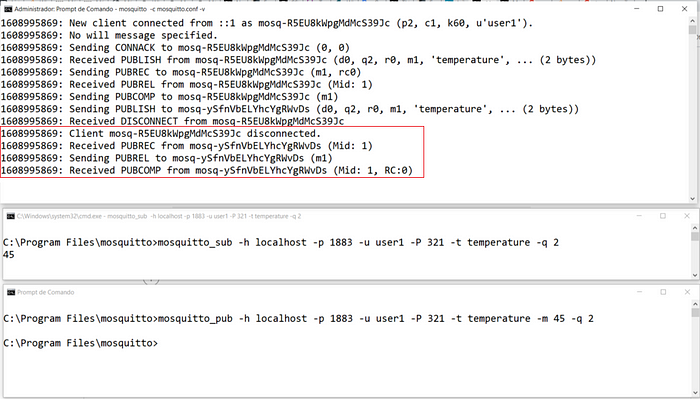 Administrador: Prompt de Comando - mosquitto -c mosquitto.conf -v
1608995869: New client connected from ::1 as mosq-R5EU8kWpgMdMcS39Jc (p2, c1, k60, u'user1').
1608995869: No will message specified.
1608995869: Sending CONNACK to mosq-R5EU8kWpgMdMcS39Jc (0, 0)
1608995869: Received PUBLISH from mosq-R5EU8kWpgMdMcS39Jc (d0, q2, r0, m1, 'temperature', ... (2 bytes))
1608995869: Sending PUBREC to mosq-R5EU8kWpgMdMcS39Jc (m1, rc0)
1608995869: Received PUBREL from mosq-R5EU8kWpgMdMcS39Jc (Mid: 1)
1608995869: Sending PUBCOMP to mosq-R5EU8kWpgMdMcS39Jc (m1)
1608995869: Sending PUBLISH to mosq-ySfnVbELYhcYgRWvDs (d0, q2, r0, m1, 'temperature', ... (2 bytes))
1608995869: Received DISCONNECT from mosq-R5EU8kWpgMdMcS39Jc
1608995869: Client mosq-R5EU8kWpgMdMcS39Jc disconnected.
1608995869: Received PUBREC from mosq-ySfnVbELYhcYgRWvDs (Mid: 1)
1608995869: Sending PUBREL to mosq-ySfnVbELYhcYgRWvDs (m1)
1608995869: Received PUBCOMP from mosq-ySfnVbELYhcYgRWvDs (Mid: 1, RC:0)
C:\Windows\system32\cmd.exe - mosquitto_sub -h localhost -p 1883 -u user1 -P 321 -t temperature -q 2
C:\Program Files\mosquitto>mosquitto_sub -h localhost -p 1883 -u user1 -P 321 -t temperature -q 2
45
Prompt de Comando
C:\Program Files\mosquitto>mosquitto_pub -h localhost -p 1883 -u user1 -P 321 -t temperature -m 45 -q 2
C:\Program Files\mosquitto>